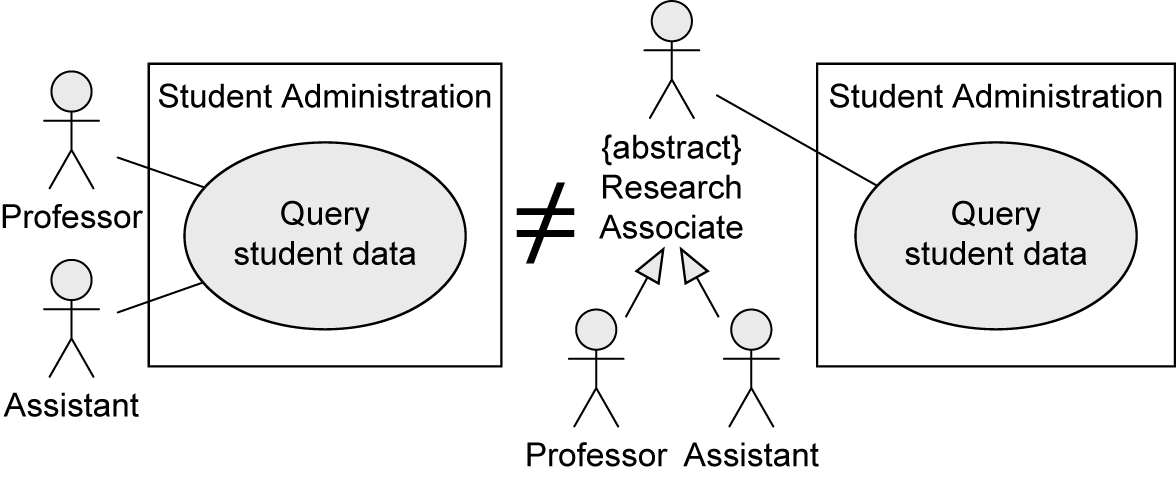 Student Administration
Query
student data
Professor
Assistant
≠
{abstract}
Research
Associate
Professor
Assistant
Student Administration
Query
student data